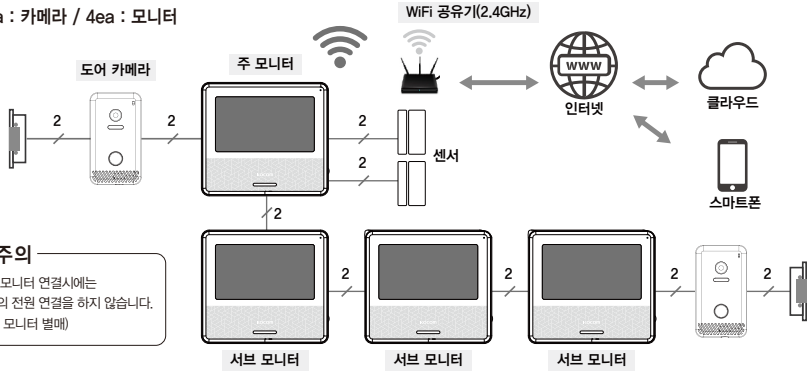 : 카메라 / 4ea : 모니터
WiFi 공유기(2.4GHz)
도어 카메라
주 모니터
www
인터넷
클라우드
2
2
2
2
센서
스마트폰
2
주의
모니터 연결시에는
전원 연결을 하지 않습니다.
모니터 별매)
2
2
2
2
서브 모니터
서브 모니터
서브 모니터